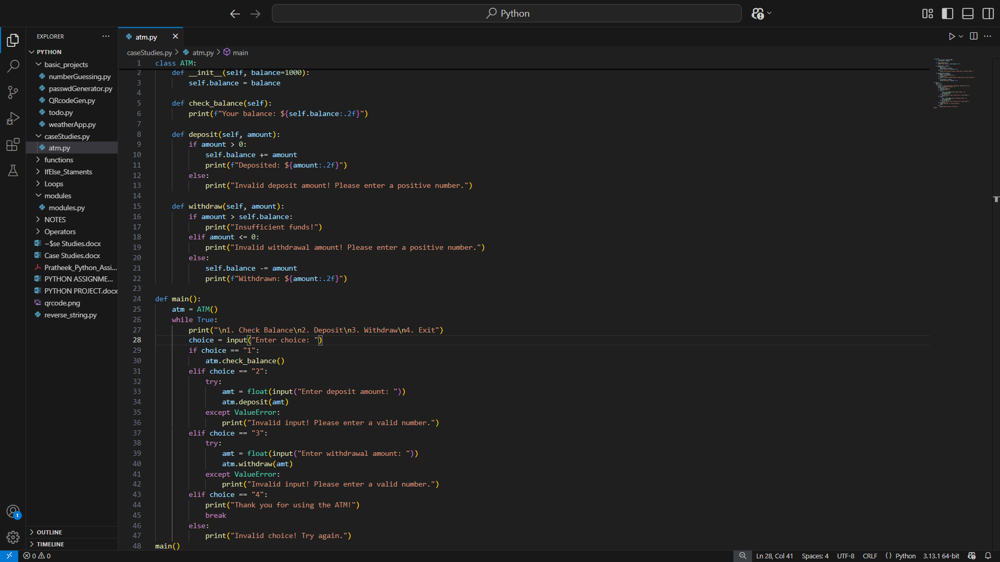 Python
EXPLORER
PYTHON
basic_projects
numberGuessing.py
passwdGenerator.py
QRcodeGen.py
todo.py
weatherApp.py
caseStudies.py
atm.py
functions
IfElse_Staments
Loops
modules
modules.py
NOTES
Operators
~$se Studies.docx
Case Studies.docx
Pratheek_Python_Assi...
PYTHON ASSIGNME...
PYTHON PROJECT.docx
qrcode.png
reverse_string.py
OUTLINE
TIMELINE
1
atm.py
caseStudies.py > atm.py > main
1 class ATM:
2     def __init__(self, balance=1000):
3         self.balance = balance
4
5     def check_balance(self):
6         print(f"Your balance: ${self.balance:.2f}")
7
8     def deposit(self, amount):
9         if amount > 0:
10             self.balance += amount
11             print(f"Deposited: ${amount:.2f}")
12         else:
13             print("Invalid deposit amount! Please enter a positive number.")
14
15     def withdraw(self, amount):
16         if amount > self.balance:
17             print("Insufficient funds!")
18         elif amount <= 0:
19             print("Invalid withdrawal amount! Please enter a positive number.")
20         else:
21             self.balance -= amount
22             print(f"Withdrawn: ${amount:.2f}")
23
24 def main():
25     atm = ATM()
26     while True:
27         print("\n1. Check Balance\n2. Deposit\n3. Withdraw\n4. Exit")
28         choice = input("Enter choice: ")
29         if choice == "1":
30             atm.check_balance()
31         elif choice == "2":
32             try:
33                 amt = float(input("Enter deposit amount: "))
34                 atm.deposit(amt)
35             except ValueError:
36                 print("Invalid input! Please enter a valid number.")
37         elif choice == "3":
38             try:
39                 amt = float(input("Enter withdrawal amount: "))
40                 atm.withdraw(amt)
41             except ValueError:
42                 print("Invalid input! Please enter a valid number.")
43         elif choice == "4":
44             print("Thank you for using the ATM!")
45             break
46         else:
47             print("Invalid choice! Try again.")
48 main()
0 0
Ln 28, Col 41 Spaces: 4 UTF-8 CRLF {} Python 3.13.1 64-bit